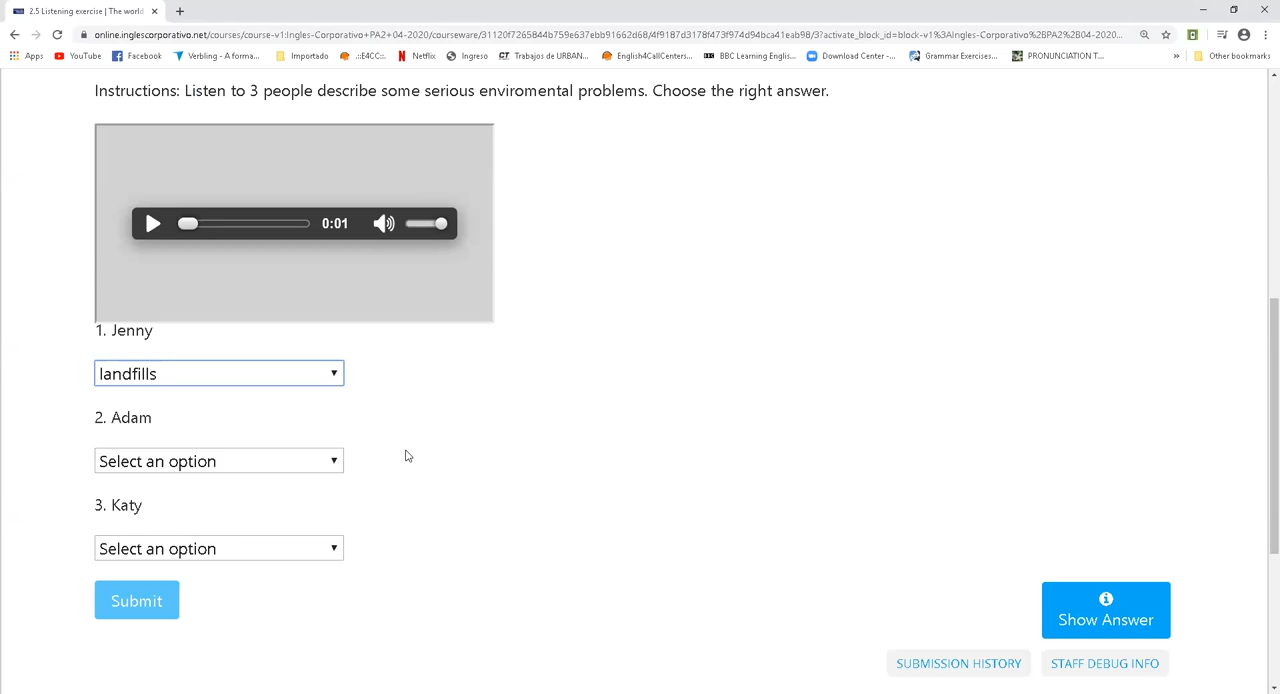 2.5 Listening exercise | The world
online.inglescorporativo.net/courses/course-v1:Ingles-Corporativo+PA2+04-2020/courseware/31120f7265844b759e637ebb91662d68/4f9187d3178f473f974d94bca41eab98/3?activate_block_id=block-v1%3AIngles-Corporativo%2BPA2%2B04-2020...
Apps YouTube Facebook Verbling - A forma... Importado .::E4CC::. Netflix Ingreso Trabajos de URBAN... English4CallCenters... BBC Learning Englis... Download Center -... Grammar Exercises... PRONUNCIATION T... » Other bookmarks
Instructions: Listen to 3 people describe some serious enviromental problems. Choose the right answer.
0:01
1. Jenny
landfills
2. Adam
Select an option
3. Katy
Select an option
Submit
Show Answer
SUBMISSION HISTORY STAFF DEBUG INFO